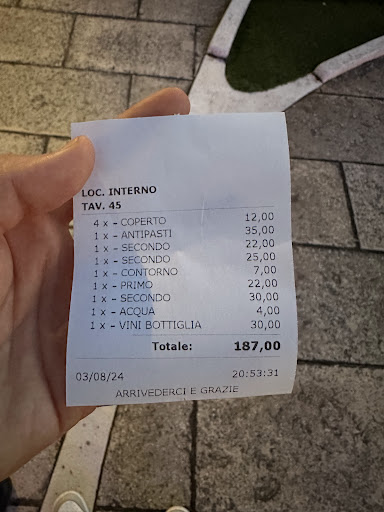 LOC. INTERNO
TAV. 45
4 x - COPERTO 12,00
1 x - ANTIPASTI 35,00
1 x - SECONDO 22,00
1 x - SECONDO 25,00
1 x - CONTORNO 7,00
1 x - PRIMO 22,00
1 x - SECONDO 30,00
1 x - ACQUA 4,00
1 x - VINI BOTTIGLIA 30,00
Totale: 187,00
03/08/24 20:53:31
ARRIVEDERCI E GRAZIE